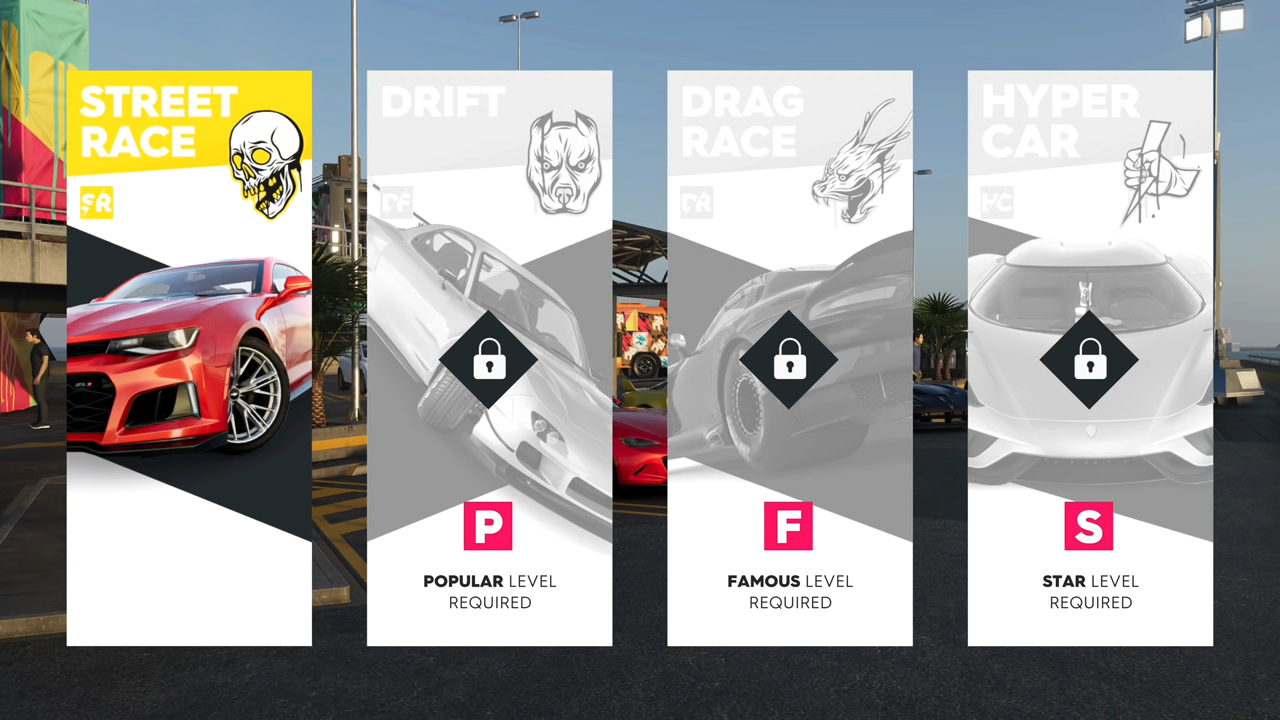 STREET
RACE
SR
DRIFT
DF
POPULAR LEVEL
REQUIRED
P
DRAG
RACE
DR
F
FAMOUS LEVEL
REQUIRED
HYPER
CAR
HC
S
STAR LEVEL
REQUIRED